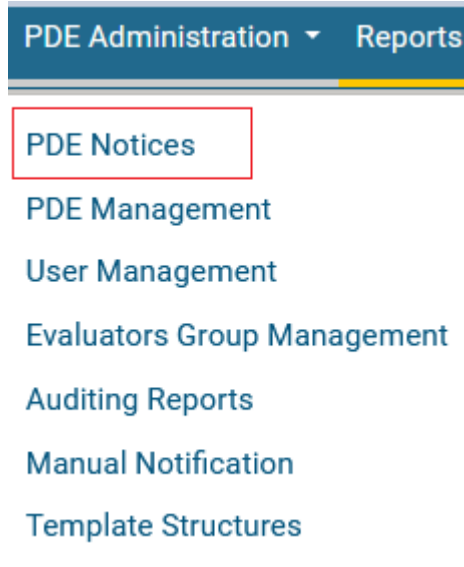 PDE Administration Reports
PDE Notices
PDE Management
User Management
Evaluators Group Management
Auditing Reports
Manual Notification
Template Structures